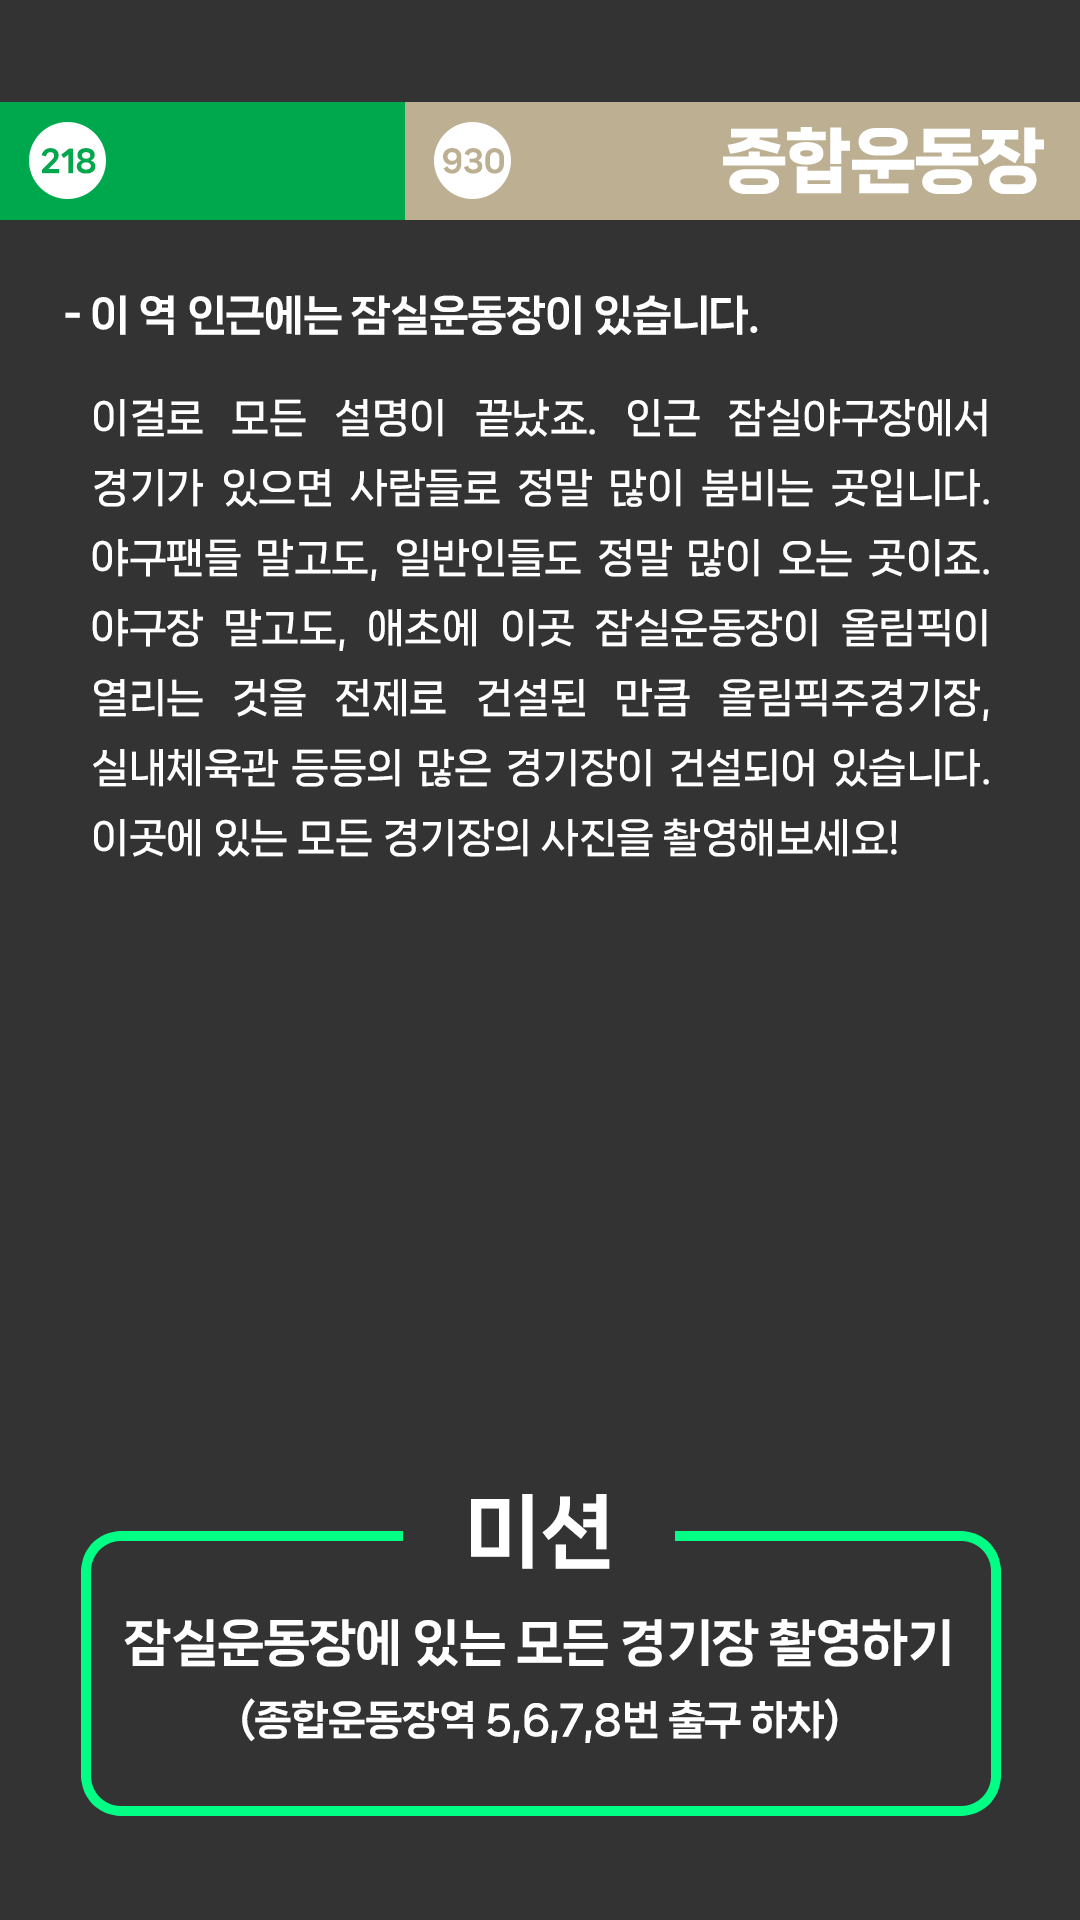 218 930 종합운동장
- 이 역 인근에는 잠실운동장이 있습니다.
이걸로 모든 설명이 끝났죠. 인근 잠실야구장에서
경기가 있으면 사람들로 정말 많이 붐비는 곳입니다.
야구팬들 말고도, 일반인들도 정말 많이 오는 곳이죠.
야구장 말고도, 애초에 이곳 잠실운동장이 올림픽이
열리는 것을 전제로 건설된 만큼 올림픽주경기장,
실내체육관 등등의 많은 경기장이 건설되어 있습니다.
이곳에 있는 모든 경기장의 사진을 촬영해보세요!
미션
잠실운동장에 있는 모든 경기장 촬영하기
(종합운동장역 5,6,7,8번 출구 하차)